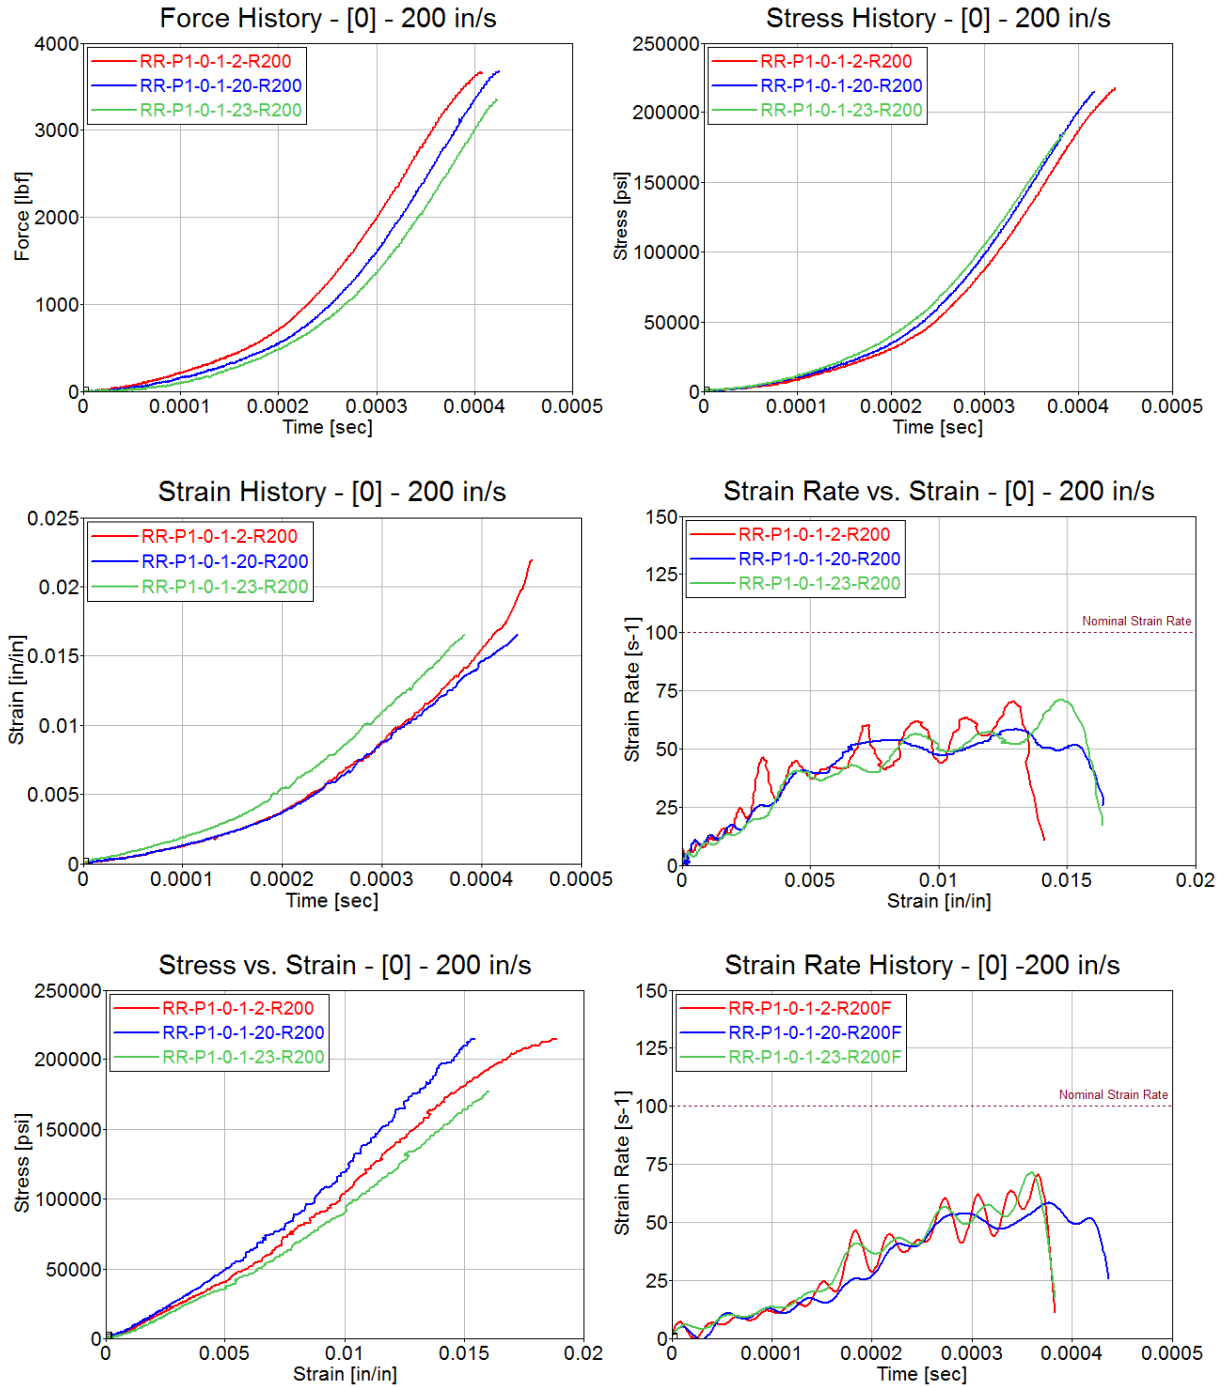 Force History - [0] - 200 in/s
4000
3000
2000
1000
0
Force [lbf]
RR-P1-0-1-2-R200
RR-P1-0-1-20-R200
RR-P1-0-1-23-R200
0 0.0001 0.0002 0.0003 0.0004 0.0005
Time [sec]
Stress History - [0] - 200 in/s
250000
200000
150000
100000
50000
0
Stress [psi]
RR-P1-0-1-2-R200
RR-P1-0-1-20-R200
RR-P1-0-1-23-R200
0 0.0001 0.0002 0.0003 0.0004 0.0005
Time [sec]
Strain History - [0] - 200 in/s
0.025
0.02
0.015
0.01
0.005
0
Strain [in/in]
RR-P1-0-1-2-R200
RR-P1-0-1-20-R200
RR-P1-0-1-23-R200
0 0.0001 0.0002 0.0003 0.0004 0.0005
Time [sec]
Strain Rate vs. Strain - [0] - 200 in/s
150
125
100
75
50
25
0
Strain Rate [s-1]
RR-P1-0-1-2-R200
RR-P1-0-1-20-R200
RR-P1-0-1-23-R200
Nominal Strain Rate
0 0.005 0.01 0.015 0.02
Strain [in/in]
Stress vs. Strain - [0] - 200 in/s
250000
200000
150000
100000
50000
0
Stress [psi]
RR-P1-0-1-2-R200
RR-P1-0-1-20-R200
RR-P1-0-1-23-R200
0 0.005 0.01 0.015 0.02
Strain [in/in]
Strain Rate History - [0] -200 in/s
150
125
100
75
50
25
0
Strain Rate [s-1]
RR-P1-0-1-2-R200F
RR-P1-0-1-20-R200F
RR-P1-0-1-23-R200F
Nominal Strain Rate
0 0.0001 0.0002 0.0003 0.0004 0.0005
Time [sec]